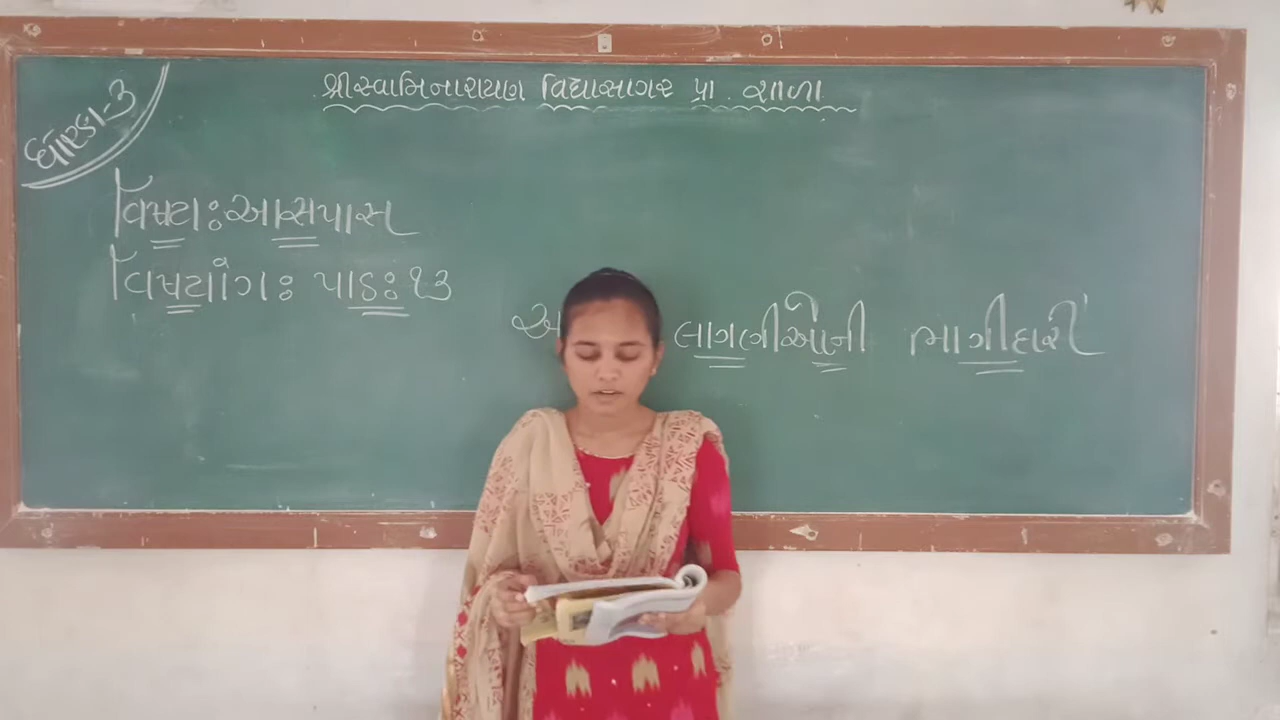 શ્રી સ્વામિનારાયણ વિદ્યાસાગર પ્રા. શાળા
ધોરણ-3
વિષય: આસપાસ
વિષયાંગ: પાઠ: ૧૩
લાગણીઓની ભાગીદારી